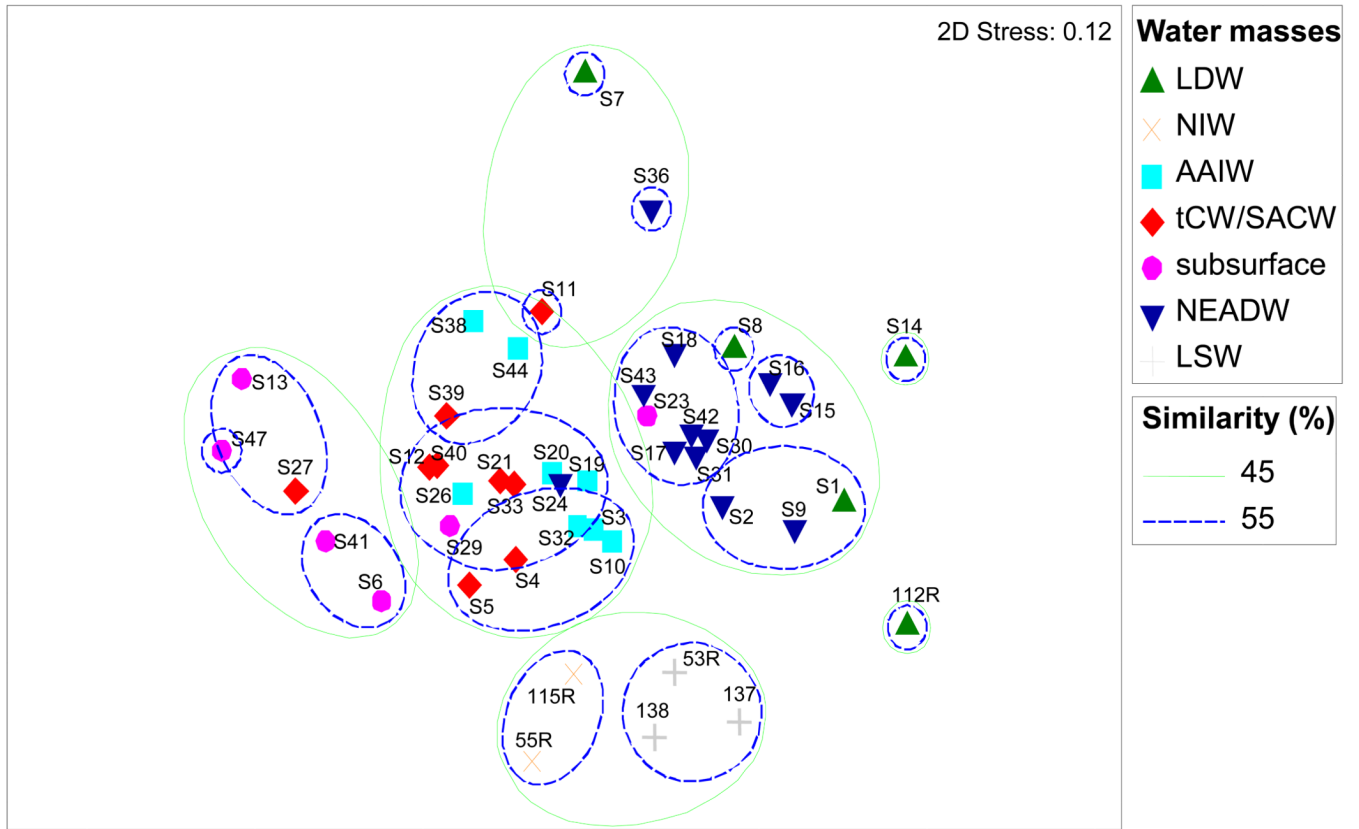 2D Stress: 0.12
S7
S36
S11
S38
S44
S39
S18
S8
S14
S43
S16
S23
S15
S42
S17
S30
S31
S13
S47
S27
S12
S40
S21
S20
S19
S26
S33
S24
S2
S9
S1
S41
S29
S32
S3
S10
S6
S4
S5
112R
115R
53R
55R
138
137
Water masses
LDW
NIW
AAIW
tCW/SACW
subsurface
NEADW
LSW
Similarity (%)
45
55